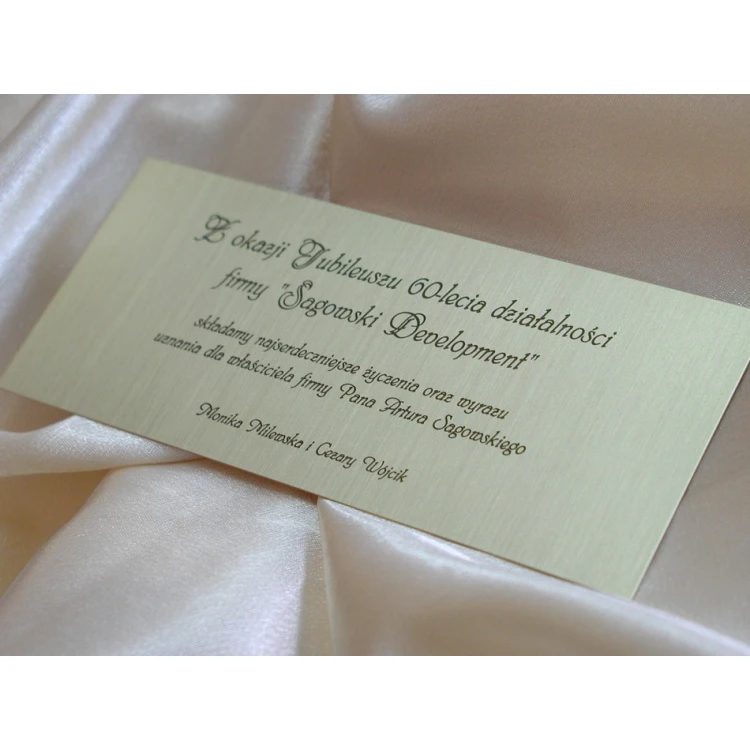 Z okazji Jubileuszu 60-lecia działalności
firmy "Sagowski Development"
składamy najserdeczniejsze życzenia oraz wyrazu
uznania dla właściciela firmy Pana Artura Sagowskiego
Monika Milewska i Cezary Wójcik